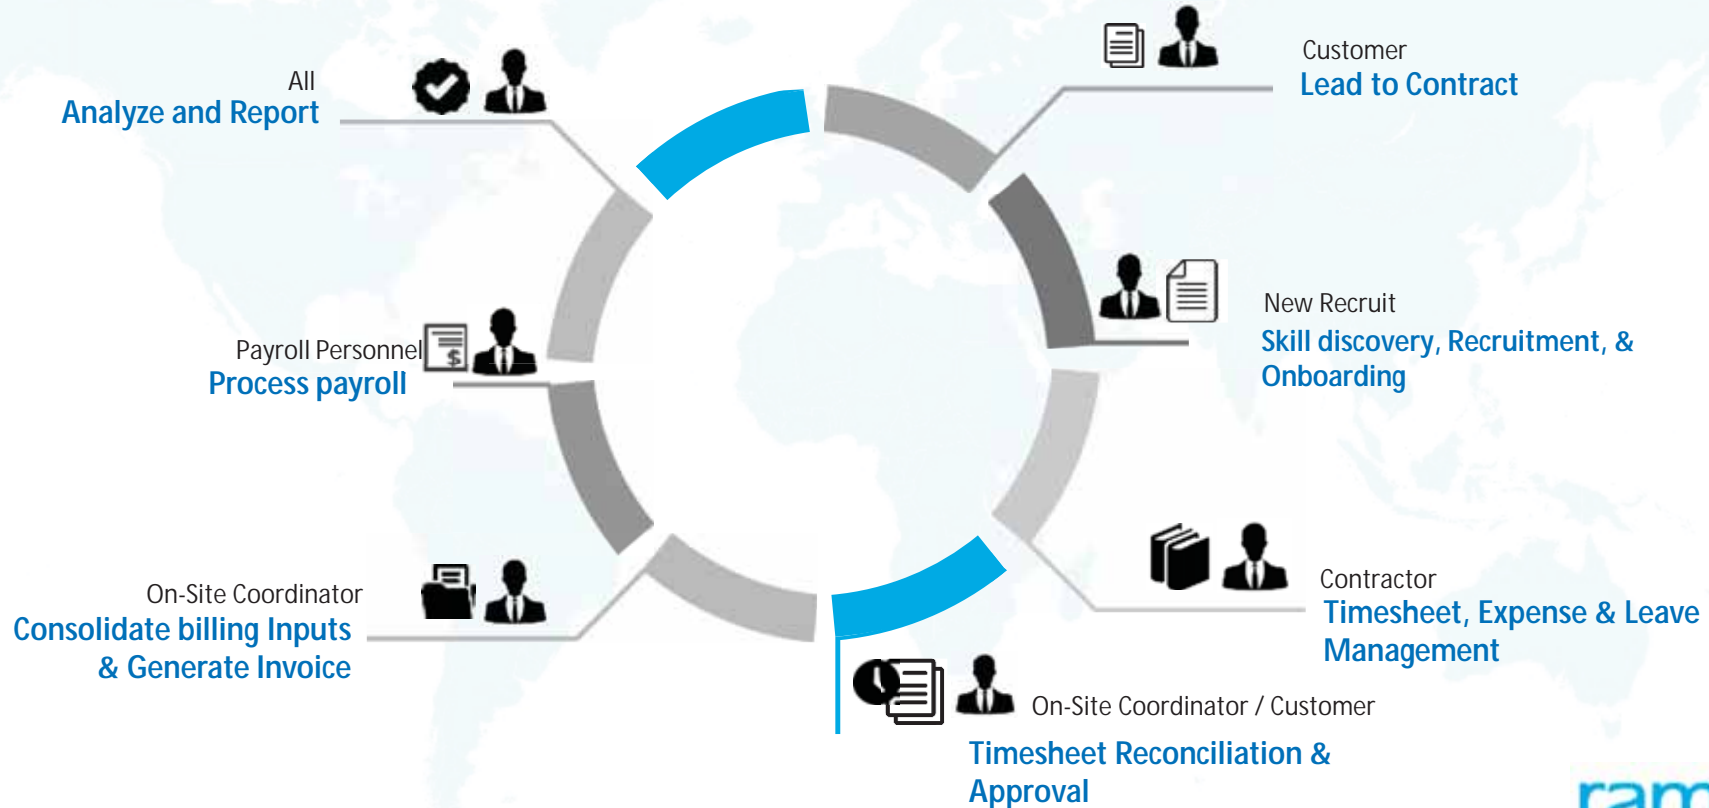 Customer
Lead to Contract
New Recruit
Skill discovery, Recruitment, &
Onboarding
Contractor
Timesheet, Expense & Leave
Management
On-Site Coordinator / Customer
Timesheet Reconciliation &
Approval
On-Site Coordinator
Consolidate billing Inputs
& Generate Invoice
Payroll Personnel
$
Process payroll
All
Analyze and Report